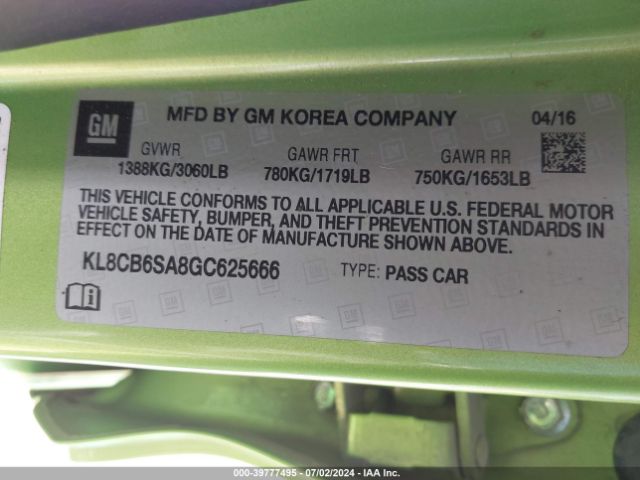 GM
MFD BY GM KOREA COMPANY 04/16
GVWR GAWR FRT GAWR RR
1388KG/3060LB 780KG/1719LB 750KG/1653LB
THIS VEHICLE CONFORMS TO ALL APPLICABLE U.S. FEDERAL MOTOR
VEHICLE SAFETY, BUMPER, AND THEFT PREVENTION STANDARDS IN
EFFECT ON THE DATE OF MANUFACTURE SHOWN ABOVE.
KL8CB6SA8GC625666 TYPE: PASS CAR
000-39777495 - 07/02/2024 - IAAI.COM